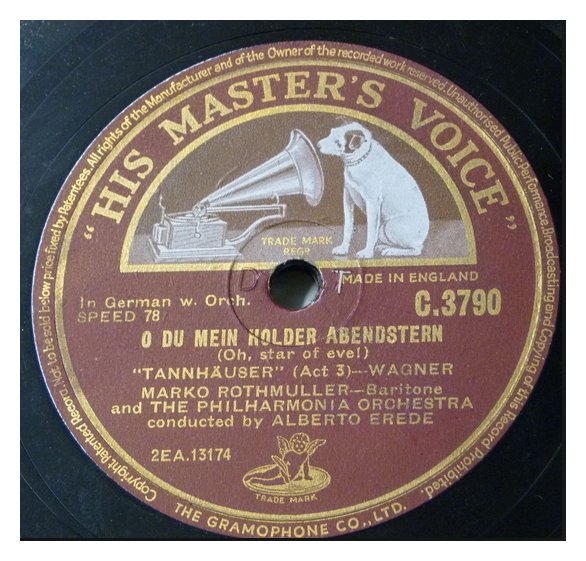 Not to be sold below price fixed by Patentees. All rights of the Manufacturer and of the Owner of the recorded work reserved. Unauthorised Public Performance, Broadcasting and Copying of this Record Prohibited.
"HIS MASTER'S VOICE"
TRADE MARK
REGD
D T
MADE IN ENGLAND
In German w. Orch.
SPEED 78
C.3790
O DU MEIN HOLDER ABENDSTERN
(Oh, star of eve!)
"TANNHÄUSER" (Act 3)—WAGNER
MARKO ROTHMULLER—Baritone
and THE PHILHARMONIA ORCHESTRA
conducted by ALBERTO EREDE
2EA.13174
TRADE MARK
Copyright Patented Record.
THE GRAMOPHONE CO., LTD.